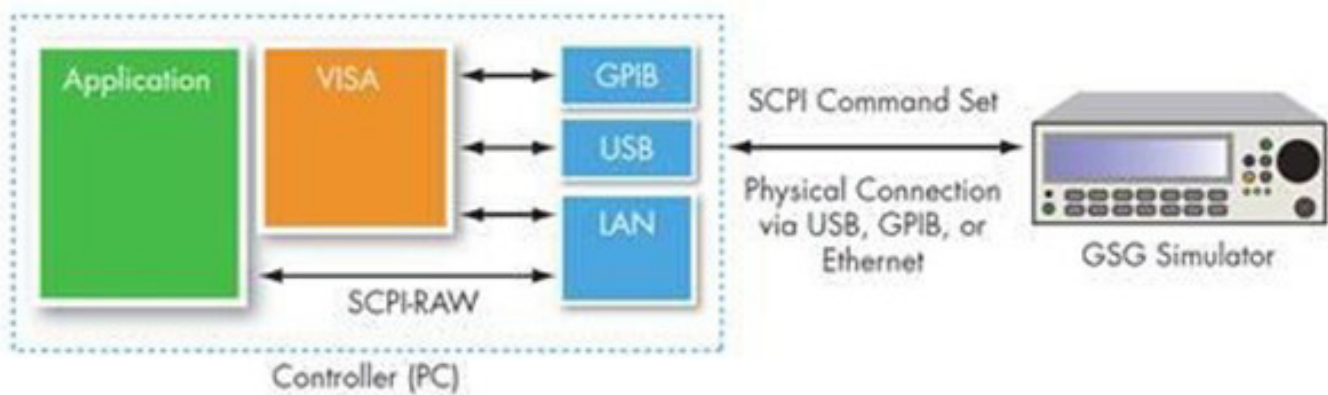 Application
VISA
GPIB
USB
LAN
SCPI-RAW
Controller (PC)
SCPI Command Set
Physical Connection
via USB, GPIB, or
Ethernet
GSG Simulator